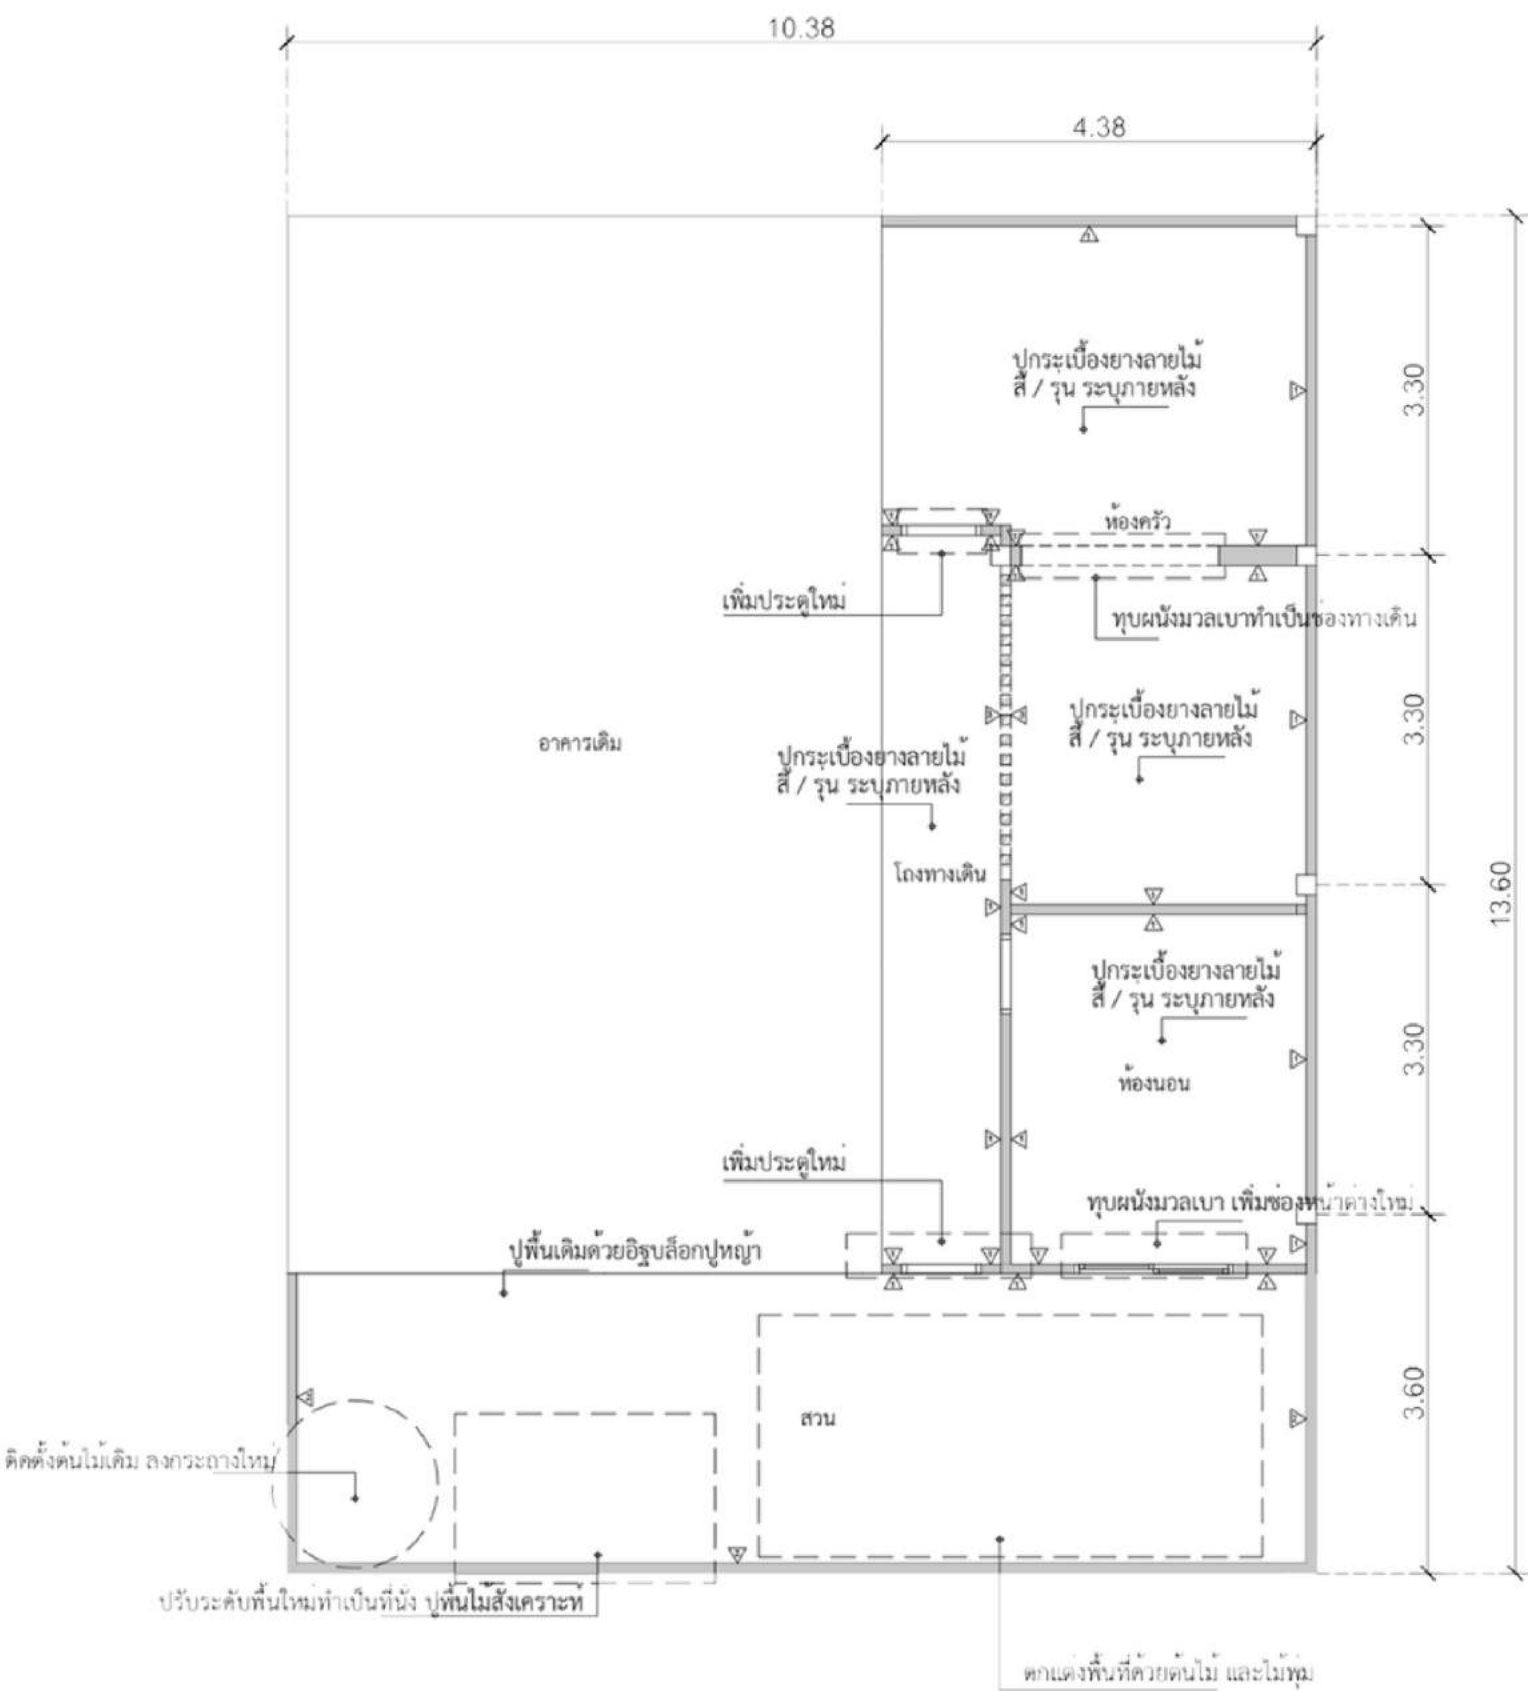 10.38
4.38
ปูกระเบื้องยางลายไม้
สี / รุ่น ระบุภายหลัง
3.30
ห้องครัว
เพิ่มประตูใหม่
ทุบผนังมวลเบาทำเป็นช่องทางเดิน
ปูกระเบื้องยางลายไม้
สี / รุ่น ระบุภายหลัง
3.30
อาคารเดิม
ปูกระเบื้องยางลายไม้
สี / รุ่น ระบุภายหลัง
โถงทางเดิน
13.60
ปูกระเบื้องยางลายไม้
สี / รุ่น ระบุภายหลัง
3.30
ห้องนอน
เพิ่มประตูใหม่
ทุบผนังมวลเบา เพิ่มช่องหน้าต่างใหม่
ปูพื้นเดิมด้วยอิฐบล็อกปูหญ้า
3.60
สวน
ติดตั้งต้นไม้เดิม ลงกระถางใหม่
ปรับระดับพื้นใหม่ทำเป็นที่นั่ง ปูพื้นไม้สังเคราะห์
ตกแต่งพื้นที่ด้วยต้นไม้ และไม้พุ่ม